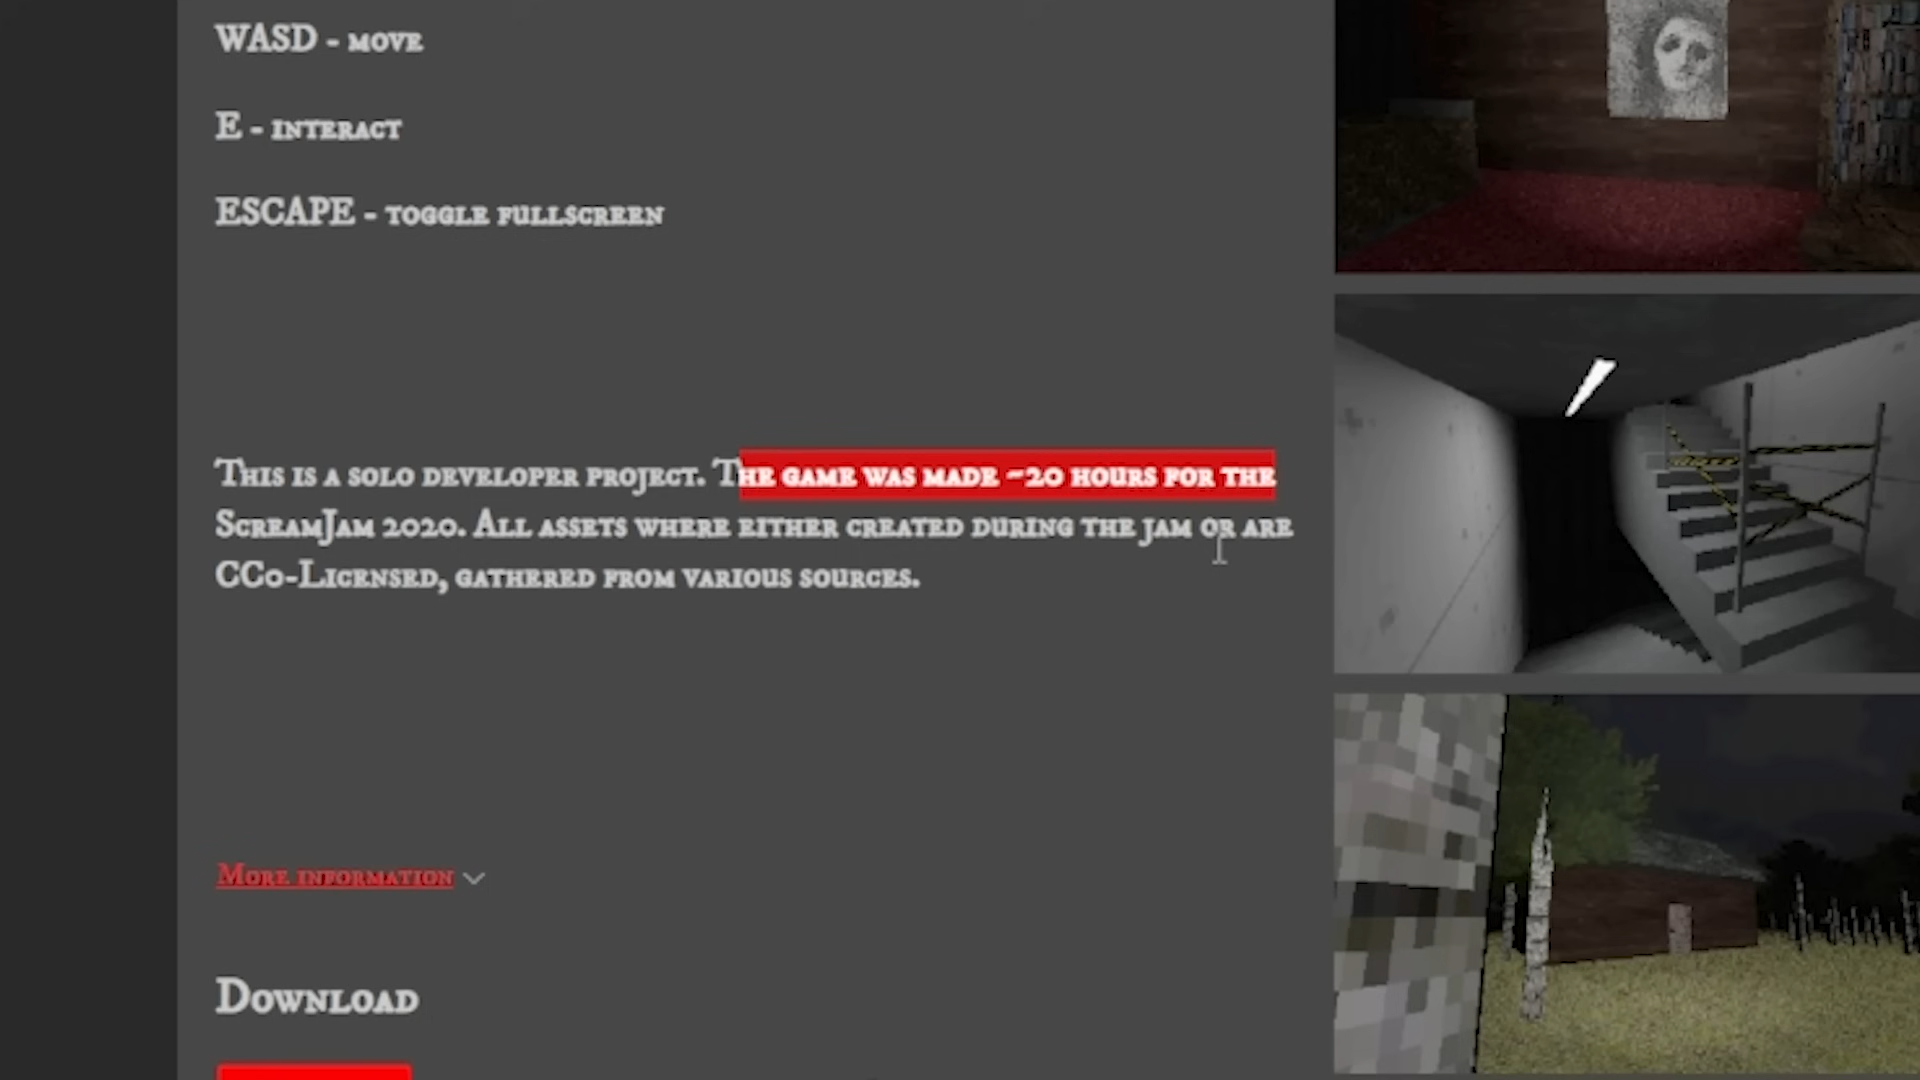 WASD - move
E - interact
ESCAPE - toggle fullscreen
This is a solo developer project. The game was made ~20 hours for the
ScreamJam 2020. All assets where either created during the jam or are
CC0-Licensed, gathered from various sources.
More information
Download